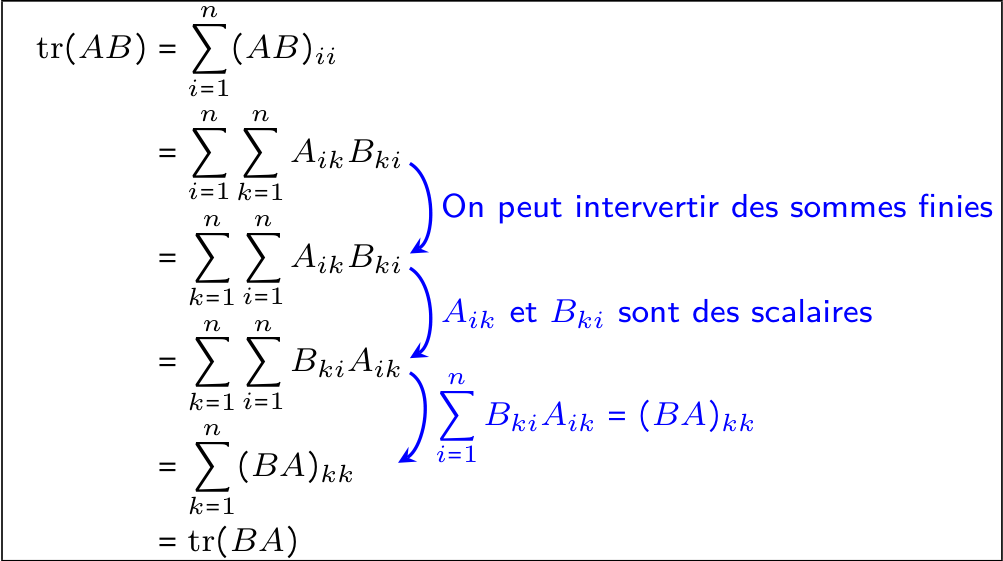 tr(AB) = \sum_{i=1}^{n} (AB)_{ii}
= \sum_{i=1}^{n} \sum_{k=1}^{n} A_{ik} B_{ki}
On peut intervertir des sommes finies
= \sum_{k=1}^{n} \sum_{i=1}^{n} A_{ik} B_{ki}
A_{ik} et B_{ki} sont des scalaires
= \sum_{k=1}^{n} \sum_{i=1}^{n} B_{ki} A_{ik}
\sum_{i=1}^{n} B_{ki} A_{ik} = (BA)_{kk}
= \sum_{k=1}^{n} (BA)_{kk}
= tr(BA)